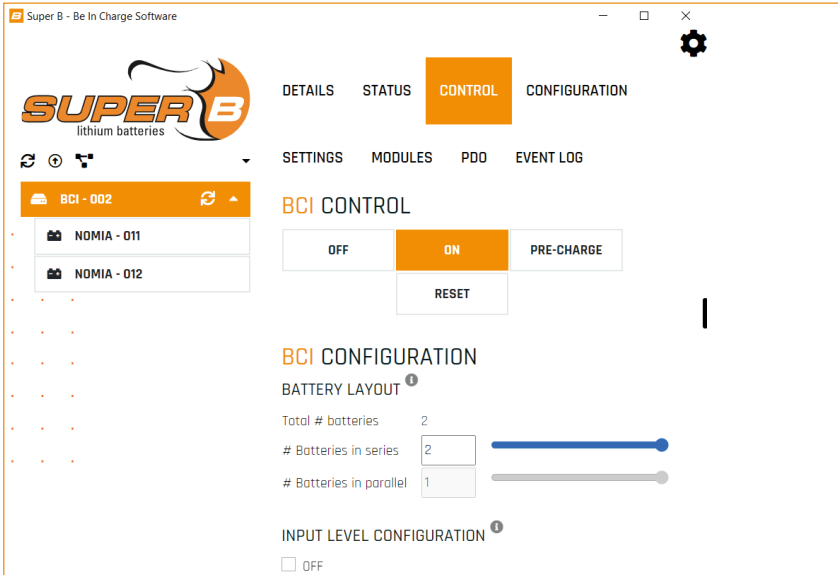 Super B - Be In Charge Software
SUPER B
lithium batteries
DETAILS STATUS CONTROL CONFIGURATION
SETTINGS MODULES PDO EVENT LOG
BCI - 002
NOMIA - 011
NOMIA - 012
BCI CONTROL
OFF ON PRE-CHARGE
RESET
BCI CONFIGURATION
BATTERY LAYOUT
Total # batteries 2
# Batteries in series 2
# Batteries in parallel 1
INPUT LEVEL CONFIGURATION
OFF